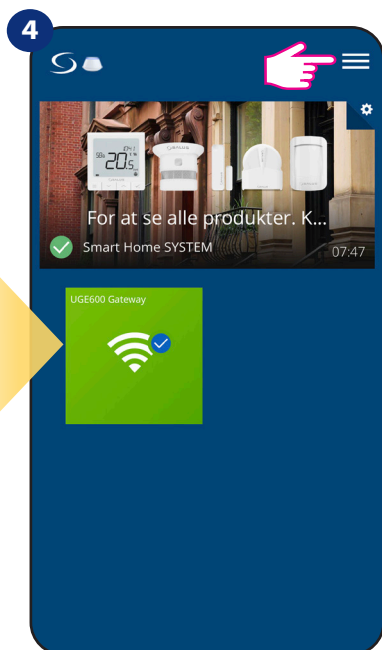 4
For at se alle produkter. K...
Smart Home SYSTEM
07:47
UGE600 Gateway